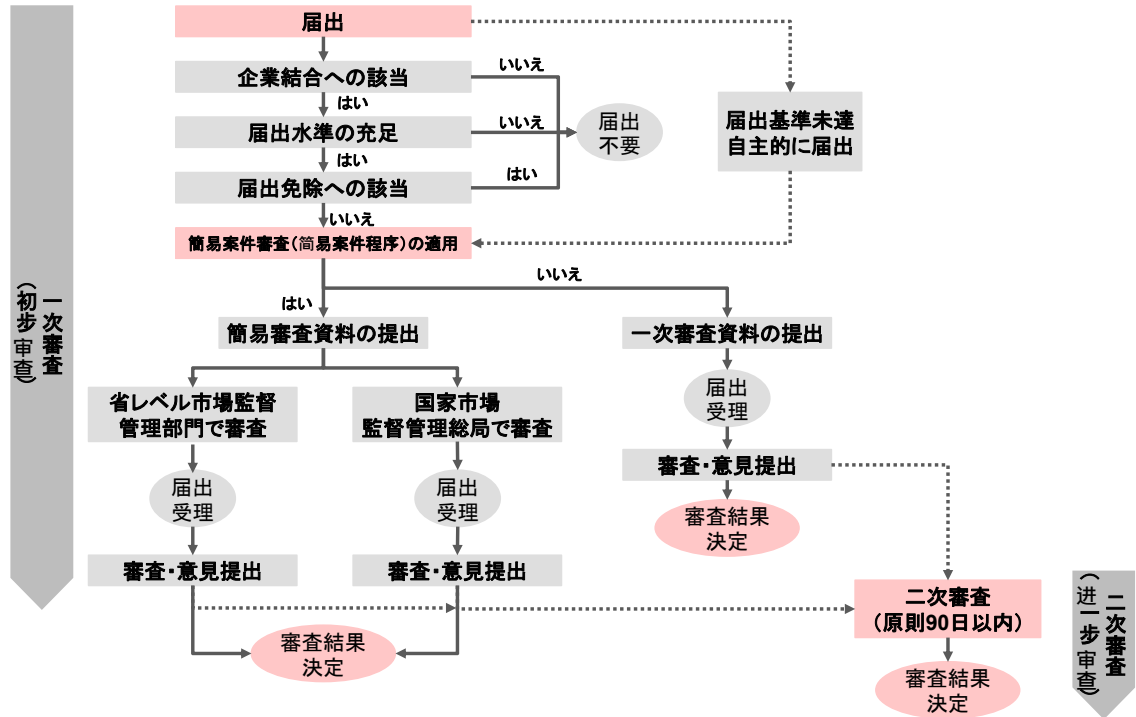 届出
企業結合への該当
いいえ
はい
届出水準の充足
いいえ
届出
不要
届出基準未達
自主的に届出
はい
届出免除への該当
はい
いいえ
簡易案件審査(简易案件程序)の適用
いいえ
はい
簡易審査資料の提出
一次審査資料の提出
一次審査
(初步审查)
省レベル市場監督
管理部門で審査
国家市場
監督管理総局で審査
届出
受理
届出
受理
届出
受理
審査・意見提出
審査結果
決定
審査・意見提出
審査・意見提出
二次審査
(原則90日以内)
審査結果
決定
審査結果
決定
二次審査
(进一步审查)